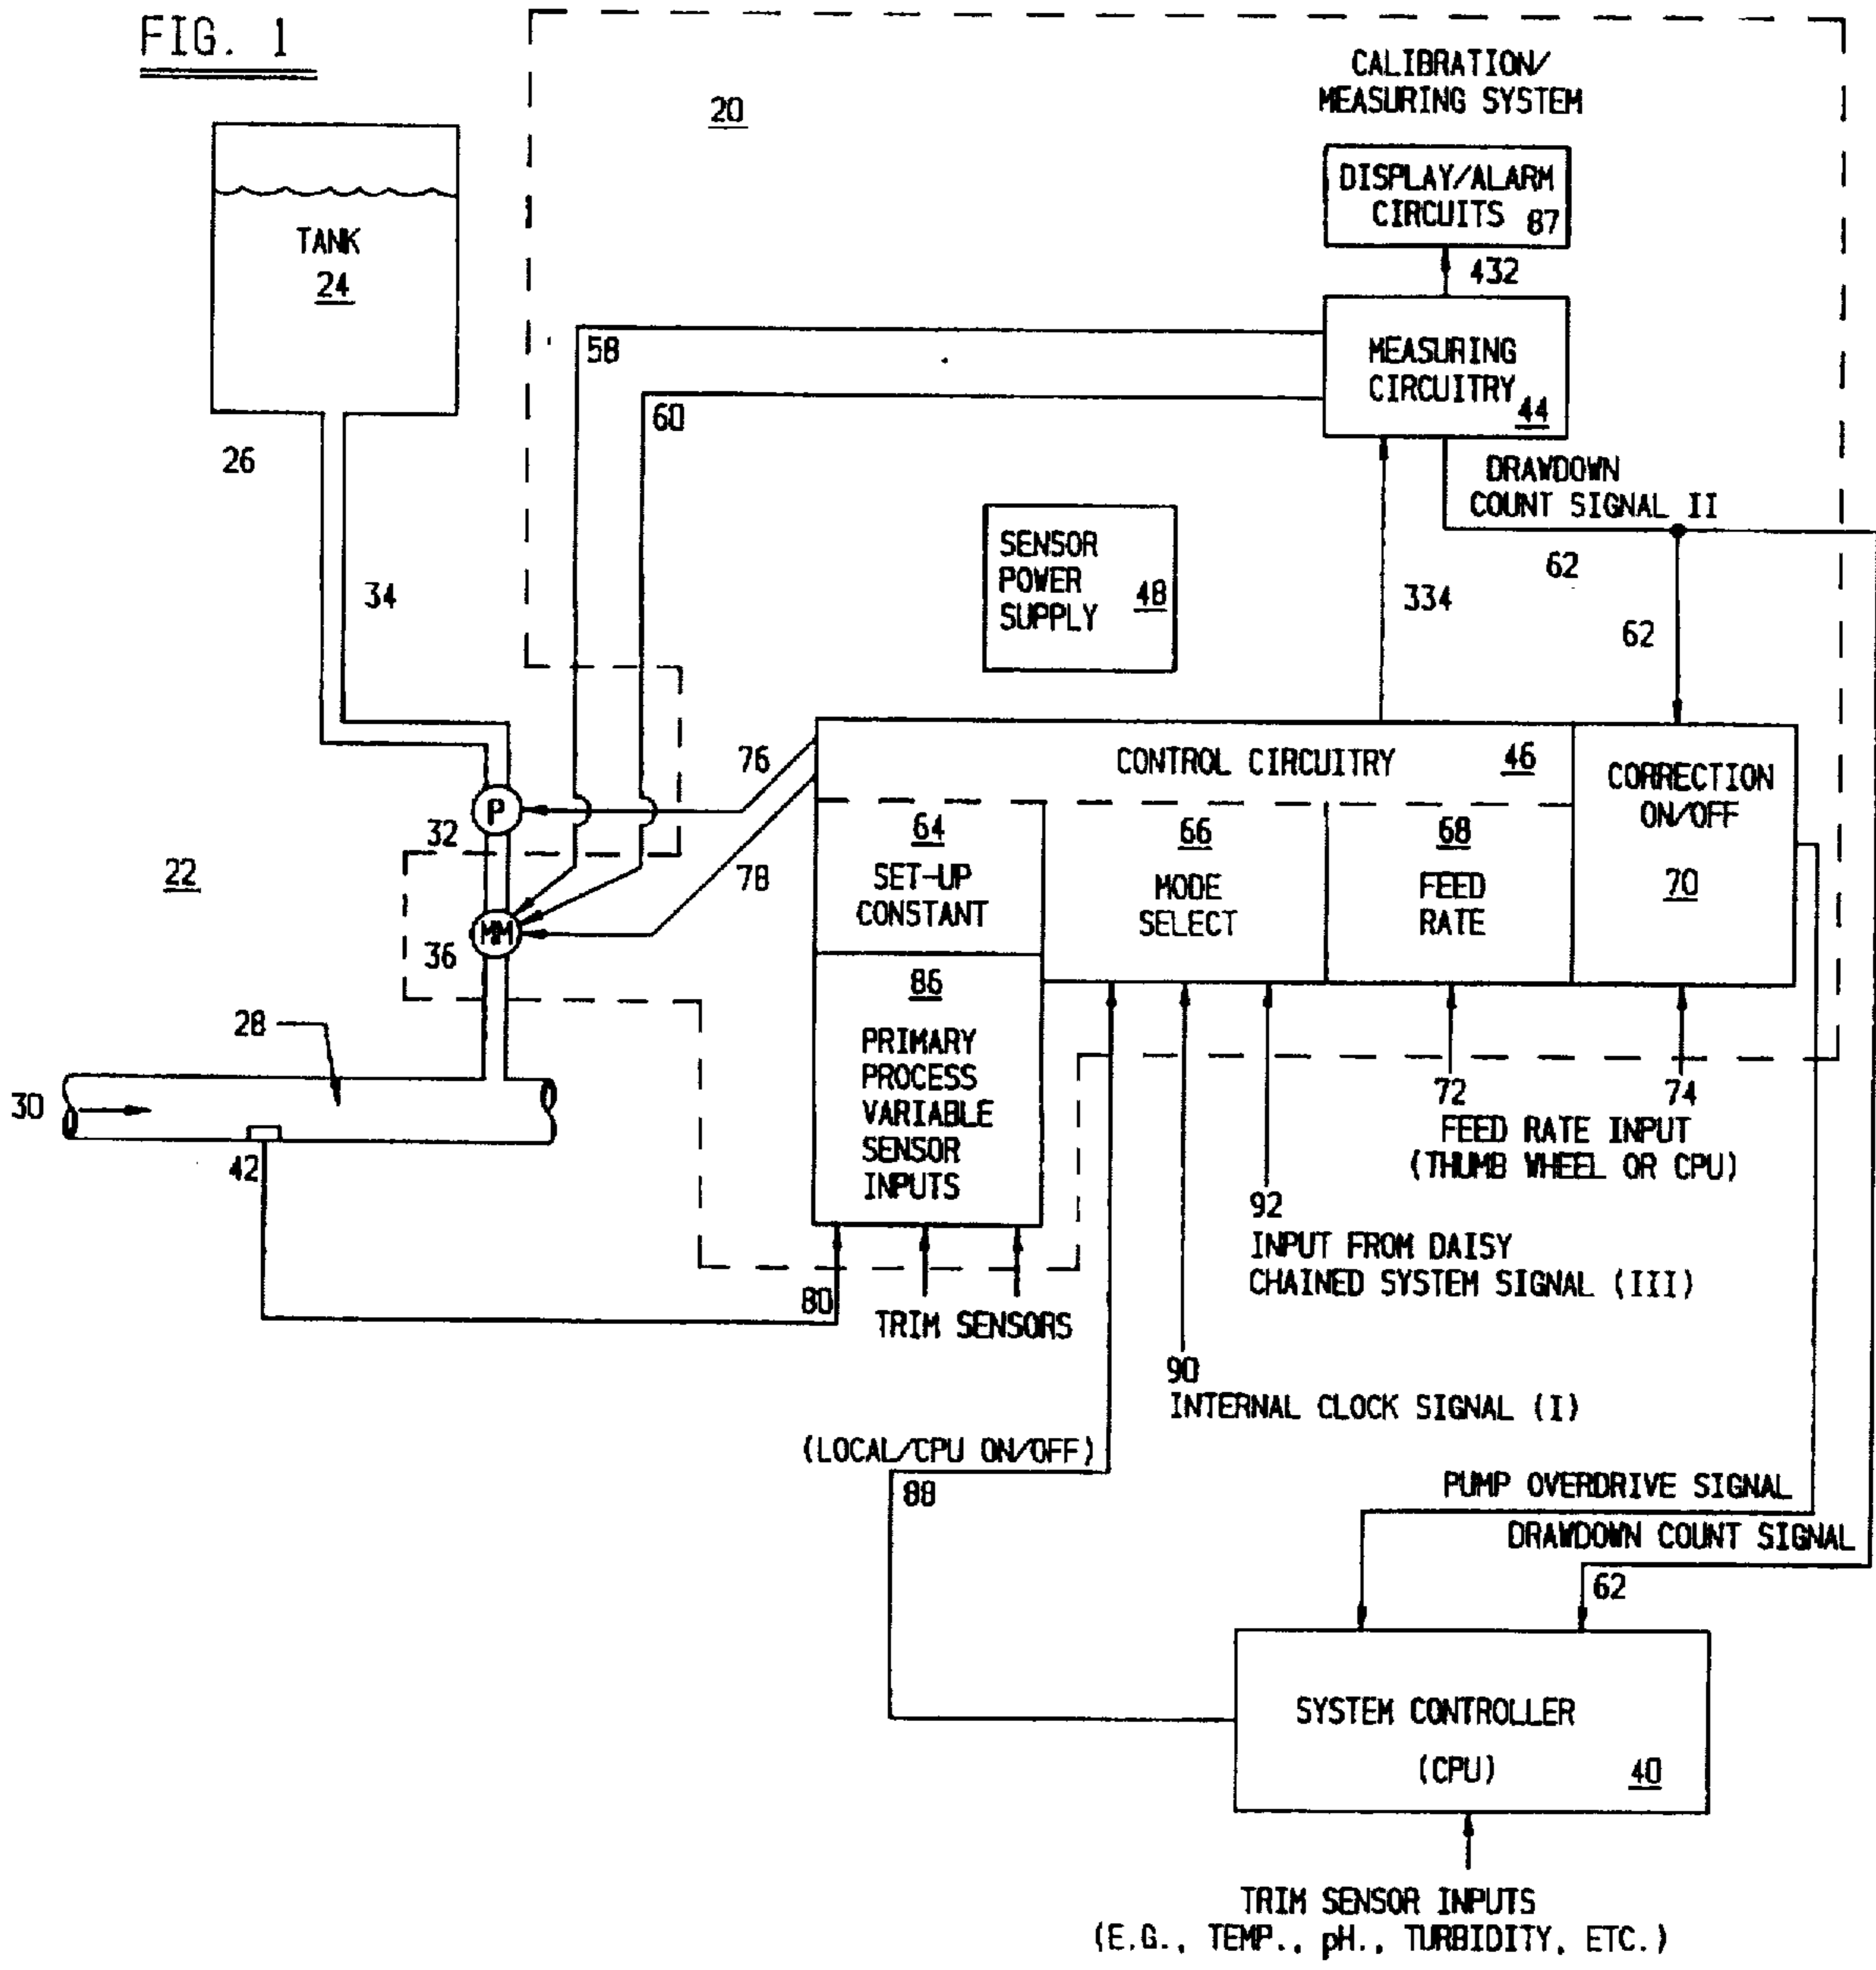 FIG. 1
20
CALIBRATION/
MEASURING SYSTEM
DISPLAY/ALARM
CIRCUITS 87
432
TANK
24
58
MEASURING
CIRCUITRY
44
60
26
DRAWDOWN
COUNT SIGNAL II
62
SENSOR
POWER
SUPPLY
48
34
334
62
76
CONTROL CIRCUITRY 46
CORRECTION
ON/OFF
70
P
32
64
SET-UP
CONSTANT
66
MODE
SELECT
68
FEED
RATE
22
78
MM
36
86
PRIMARY
PROCESS
VARIABLE
SENSOR
INPUTS
28
30
42
72
74
FEED RATE INPUT
(THUMB WHEEL OR CPU)
92
INPUT FROM DAISY
CHAINED SYSTEM SIGNAL (III)
80
TRIM SENSORS
90
INTERNAL CLOCK SIGNAL (I)
(LOCAL/CPU ON/OFF)
88
PUMP OVERDRIVE SIGNAL
DRAWDOWN COUNT SIGNAL
62
SYSTEM CONTROLLER
(CPU)
40
TRIM SENSOR INPUTS
(E.G., TEMP., pH., TURBIDITY, ETC.)